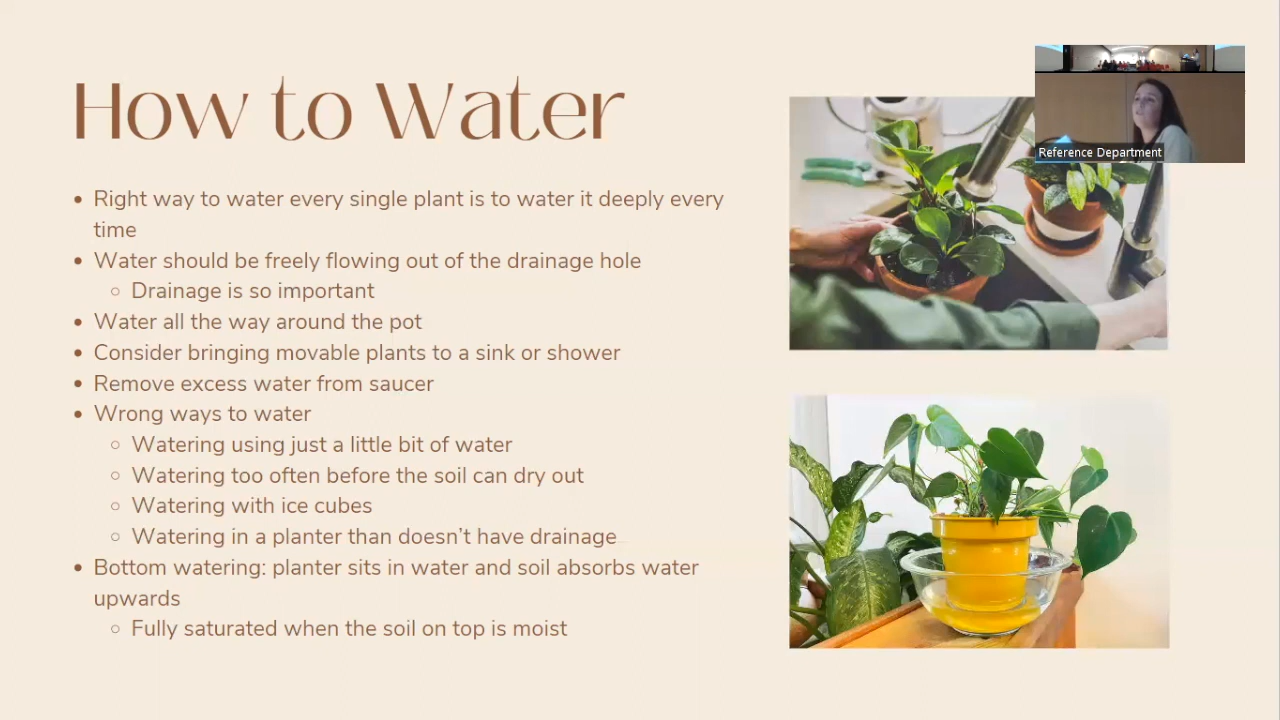 How to Water
Right way to water every single plant is to water it deeply every
time
Water should be freely flowing out of the drainage hole
Drainage is so important
Water all the way around the pot
Consider bringing movable plants to a sink or shower
Remove excess water from saucer
Wrong ways to water
Watering using just a little bit of water
Watering too often before the soil can dry out
Watering with ice cubes
Watering in a planter than doesn't have drainage
Bottom watering: planter sits in water and soil absorbs water
upwards
Fully saturated when the soil on top is moist
Reference Department